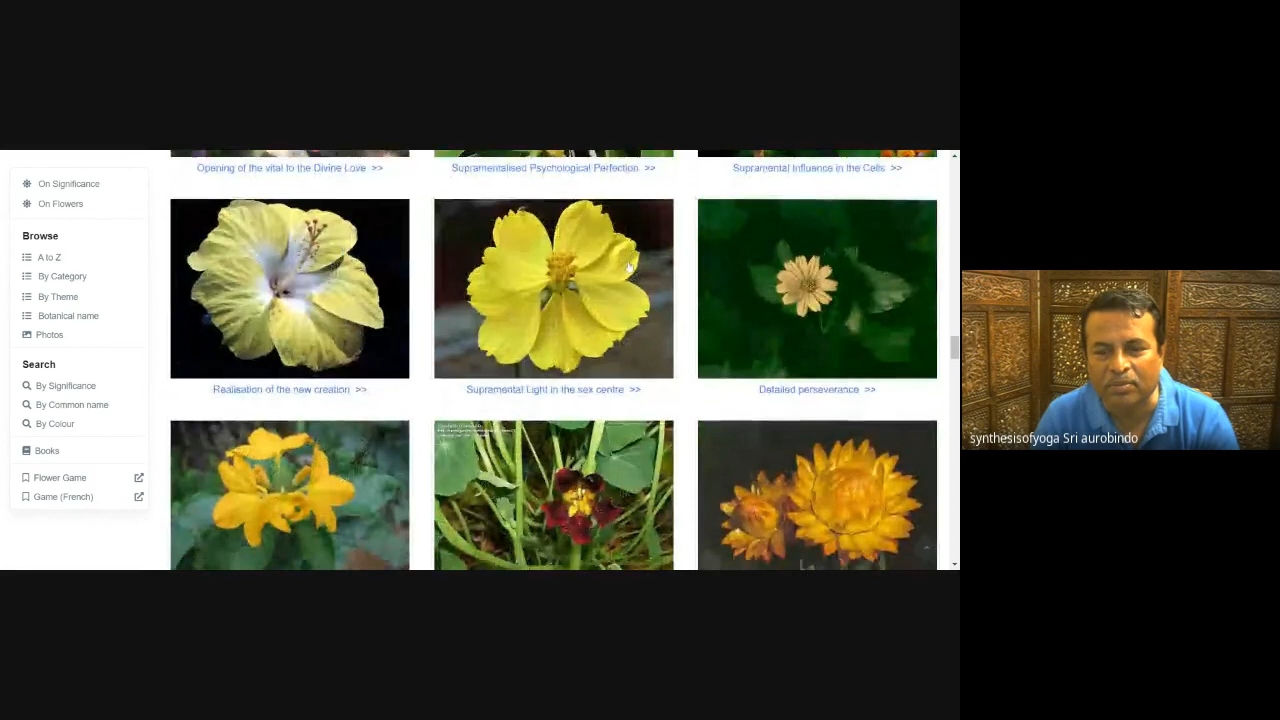 Opening of the vital to the Divine Love >>
Supramentalised Psychological Perfection >>
Supramental Influence in the Cells >>
On Significance
On Flowers
Browse
A to Z
By Category
By Theme
Botanical name
Photos
Search
By Significance
By Common name
By Colour
Books
Flower Game
Game (French)
Realisation of the new creation >>
Supramental Light in the sex centre >>
Detailed perseverance >>
synthesisofyoga Sri aurobindo